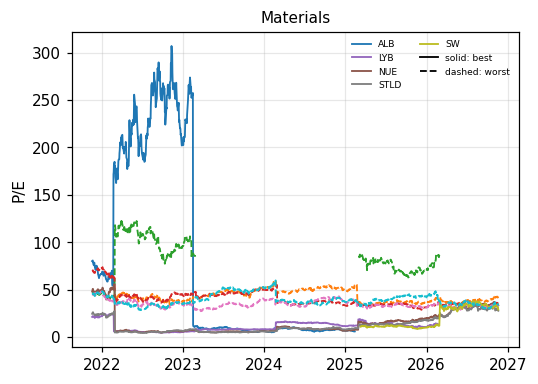 Materials
P/E
300
250
200
150
100
50
0
2022 2023 2024 2025 2026 2027
ALB SW
LYB solid: best
NUE dashed: worst
STLD